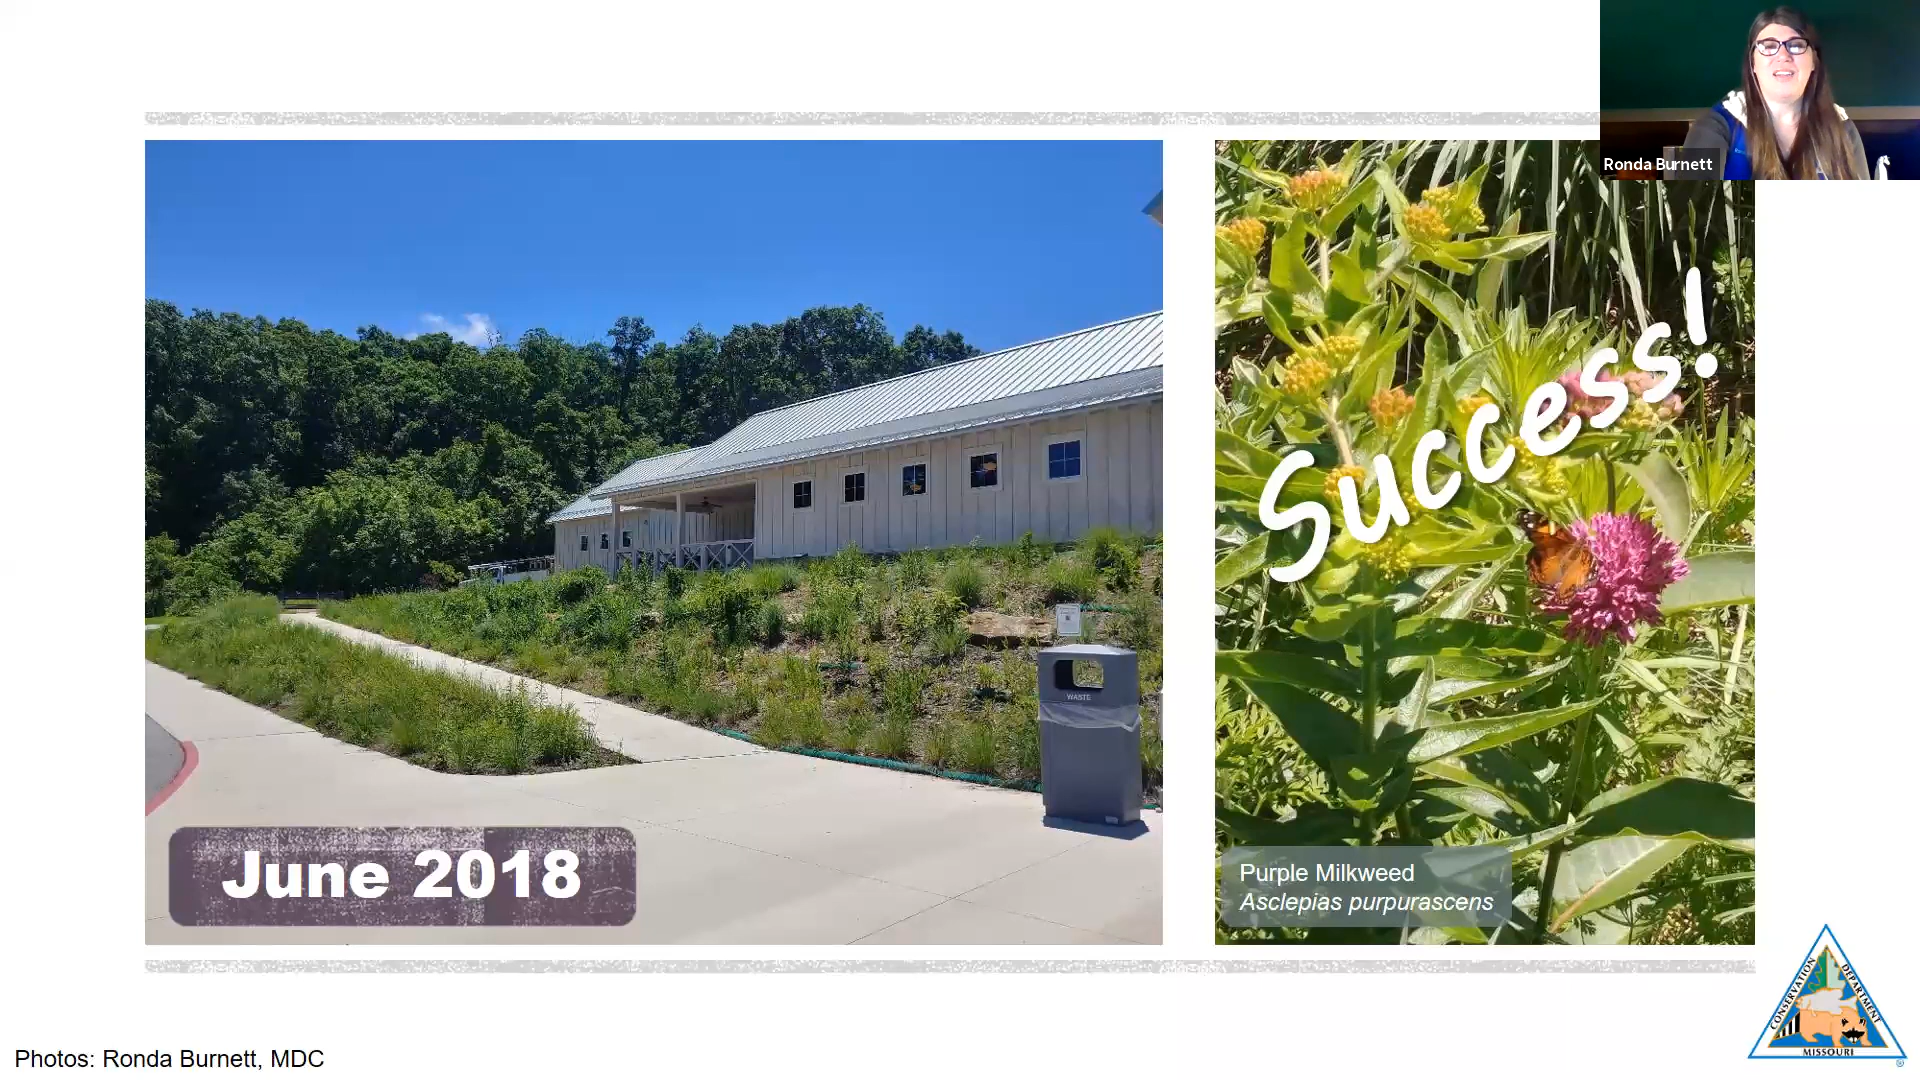 Ronda Burnett
Success!
WASTE
June 2018
Purple Milkweed
Asclepias purpurascens
CONSERVATION
DEPARTMENT
MISSOURI
®
Photos: Ronda Burnett, MDC